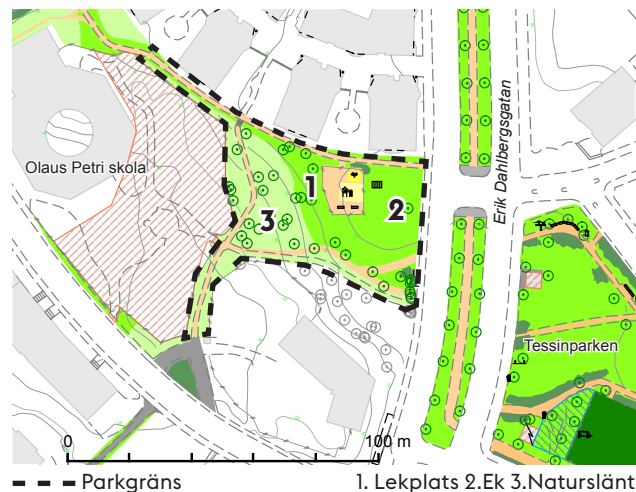 Erik Dahlbergsgatan
Olaus Petri skola
1
2
3
Tessinparken
0 100 m
Parkgräns 1. Lekplats 2.Ek 3.Naturslänt